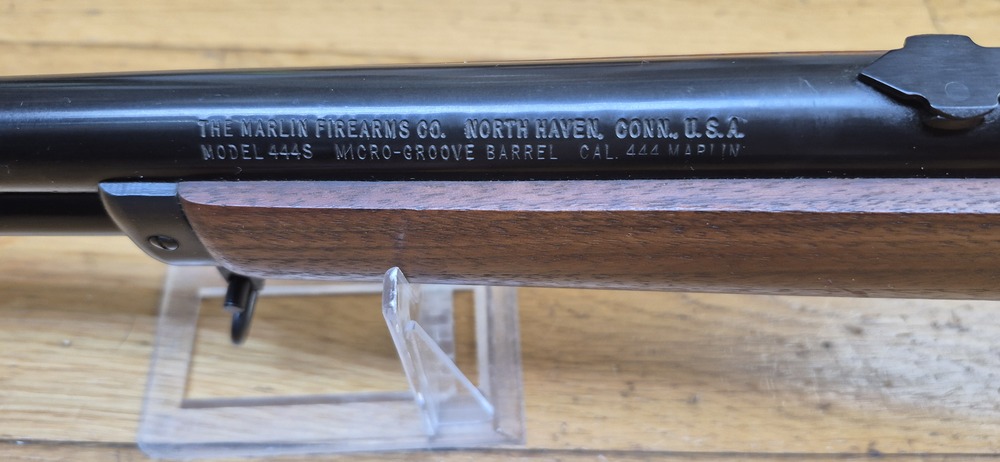 THE MARLIN FIREARMS CO. NORTH HAVEN, CONN., U.S.A.
MODEL 444S MICRO-GROOVE BARREL CAL. 444 MARLIN